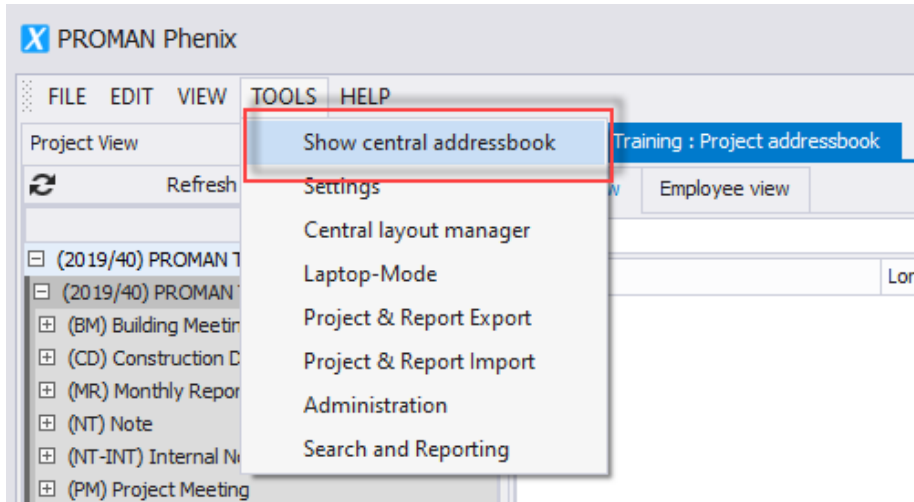 PROMAN Phenix
FILE EDIT VIEW TOOLS HELP
Project View
Show central addressbook
Training : Project addressbook
Refresh
Settings
Employee view
Central layout manager
(2019/40) PROMAN
Laptop-Mode
(2019/40) PROMAN
Project & Report Export
(BM) Building
(CD) Construction
Project & Report Import
(MR) Monthly
Administration
(NT) Note
Search and Reporting
(NT-INT) Internal
(PM) Project Meeting